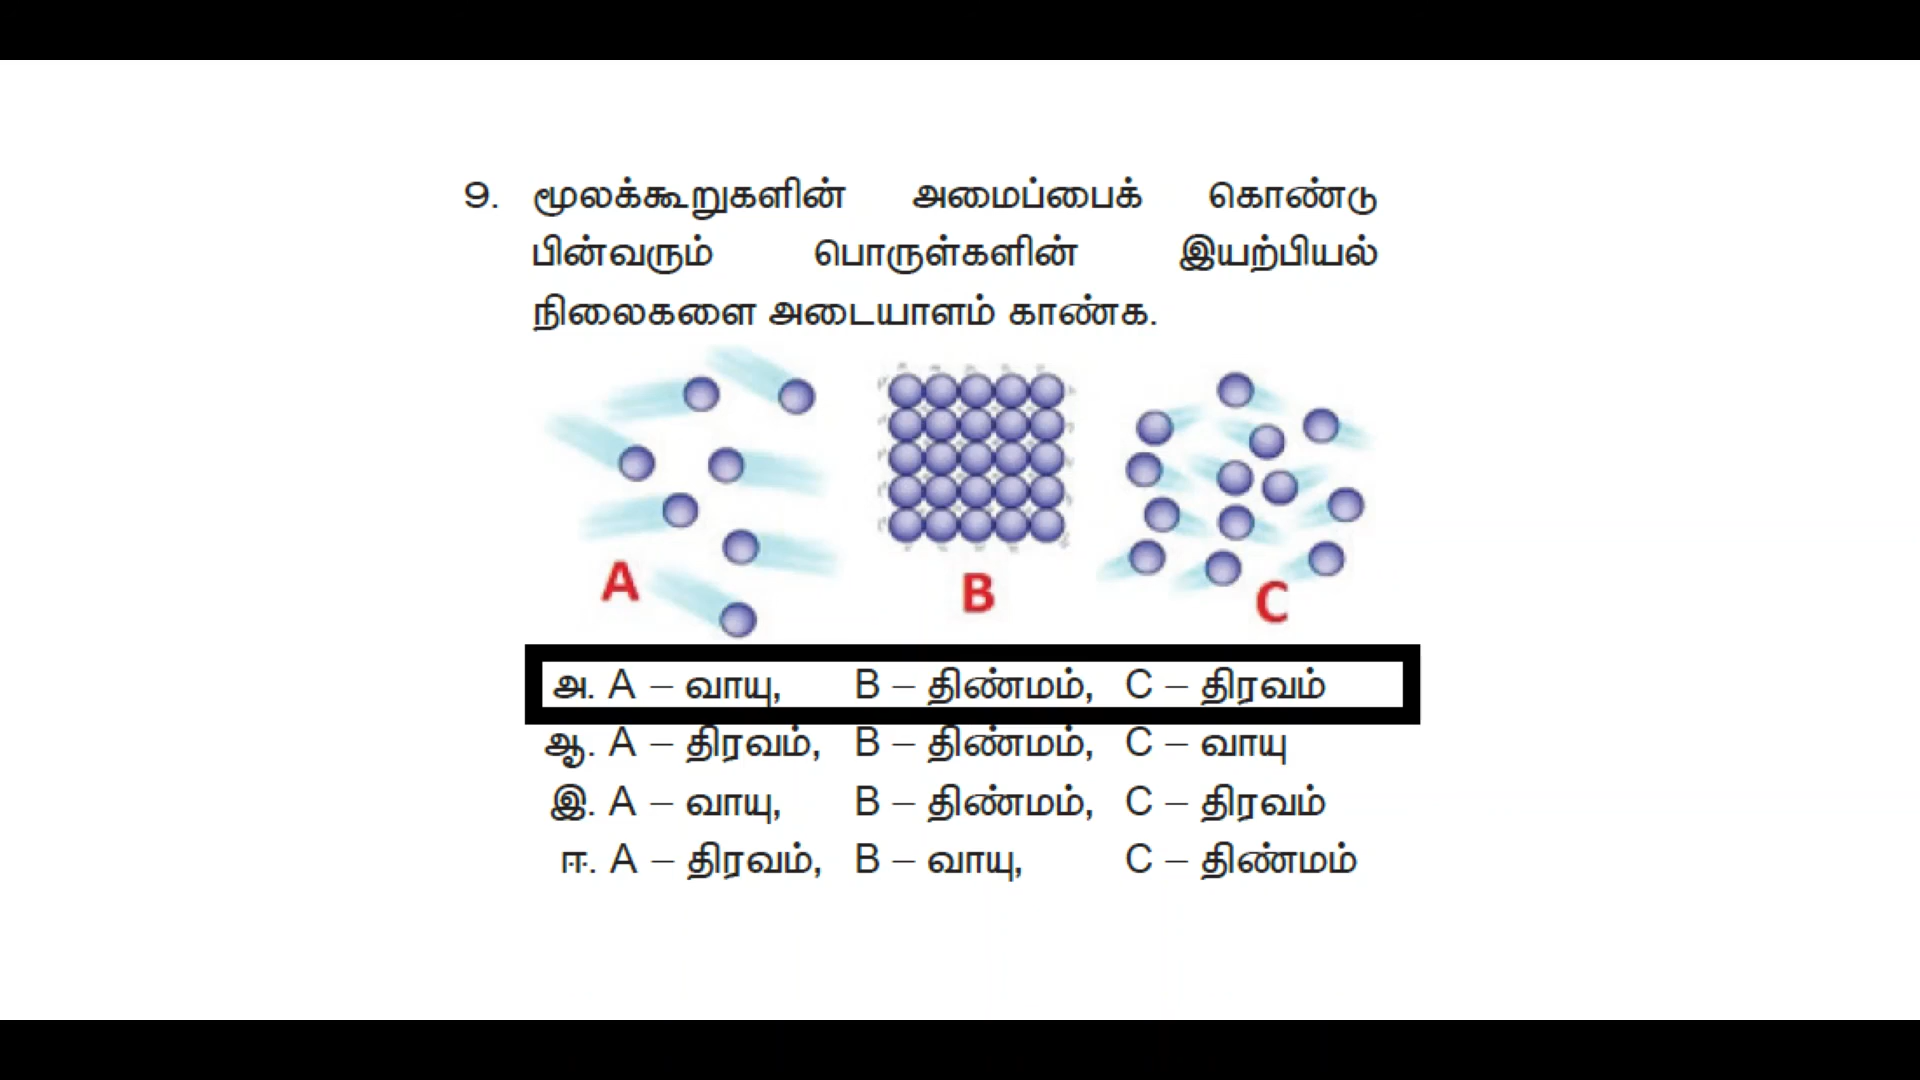 9. மூலக்கூறுகளின் அமைப்பைக் கொண்டு
பின்வரும் பொருள்களின் இயற்பியல்
நிலைகளை அடையாளம் காண்க.
A B C
அ. A – வாயு, B – திண்மம், C – திரவம்
ஆ. A – திரவம், B – திண்மம், C – வாயு
இ. A – வாயு, B – திண்மம், C – திரவம்
ஈ. A – திரவம், B – வாயு, C – திண்மம்